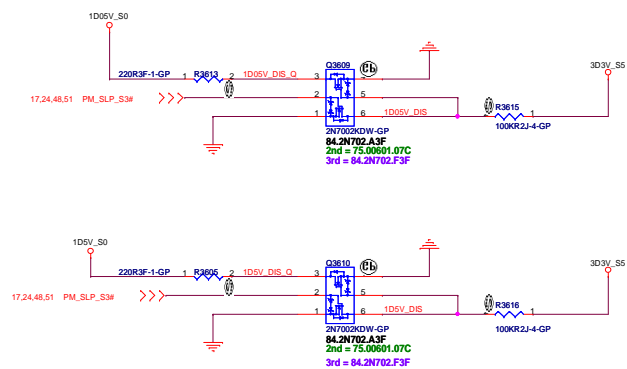 1D05V_S0
220R3F-1-GP 1 R3613 2 1D05V_DIS_Q 3 Q3609 4
3D3V_S5
17,24,48,51 PM_SLP_S3# 2 5
1 6 1D05V_DIS R3615 1
2N7002KDW-GP 100KR2J-4-GP
84.2N702.A3F
2nd = 75.00601.07C
3rd = 84.2N702.F3F
1D5V_S0
220R3F-1-GP 1 R3605 2 1D5V_DIS_Q 3 Q3610
3D3V_S5
17,24,48,51 PM_SLP_S3# 2 5
1 6 1D5V_DIS R3616 1
2N7002KDW-GP 100KR2J-4-GP
84.2N702.A3F
2nd = 75.00601.07C
3rd = 84.2N702.F3F